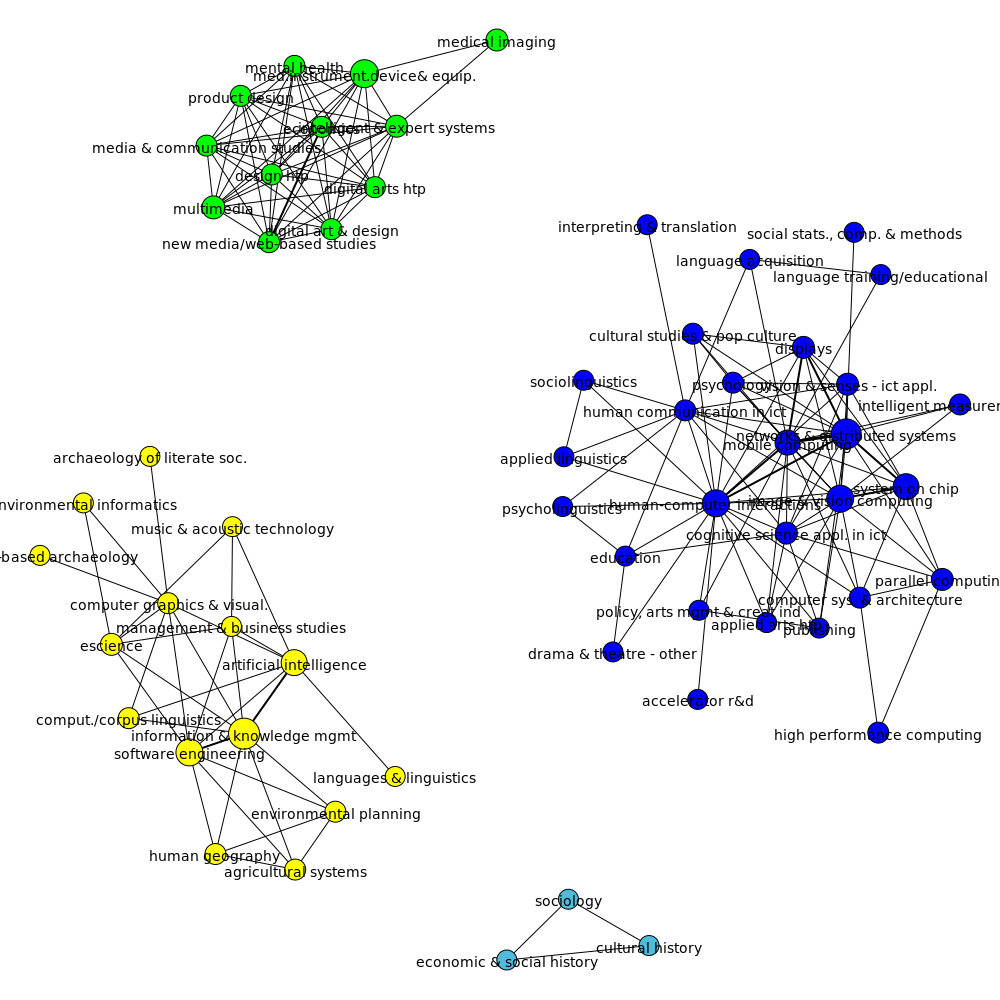 medical imaging
mental health
med.instrument.device& equip.
product design
intelligent & expert systems
media & communication studies
design htp
digital arts htp
multimedia
digital art & design
new media/web-based studies
interpreting & translation
social stats., comp. & methods
language acquisition
language training/educational
cultural studies & pop culture
displays
sociolinguistics
psychology
vision & senses - ict appl.
human communication in ict
intelligent measurem
networks & distributed systems
mobile computing
applied linguistics
archaeology of literate soc.
system on chip
image & vision computing
human-computer interactions
psycholinguistics
nvironmental informatics
music & acoustic technology
cognitive science appl. in ict
education
-based archaeology
parallel computin
computer sys. & architecture
computer graphics & visual.
policy, arts mgmt & creat ind
applied arts htp
publishing
management & business studies
escience
drama & theatre - other
artificial intelligence
accelerator r&d
comput./corpus linguistics
information & knowledge mgmt
high performance computing
software engineering
languages & linguistics
environmental planning
human geography
agricultural systems
sociology
cultural history
economic & social history